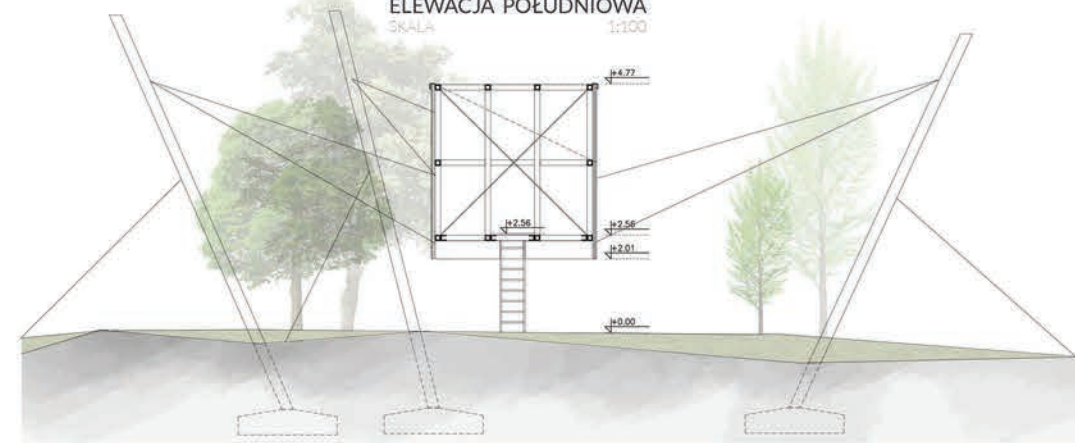 ELEWACJA POŁUDNIOWA
SKALA 1:100
+4.77
+2.56
+2.56
+2.01
+0.00